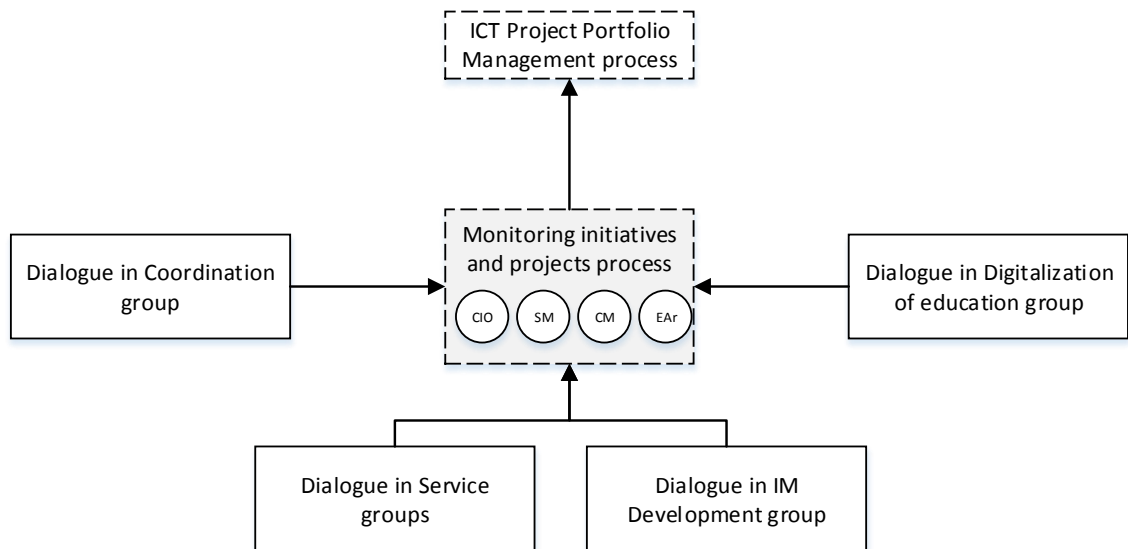 ICT Project Portfolio
Management process
Monitoring initiatives
and projects process
CIO
SM
CM
EAr
Dialogue in Coordination
group
Dialogue in Digitalization
of education group
Dialogue in Service
groups
Dialogue in IM
Development group